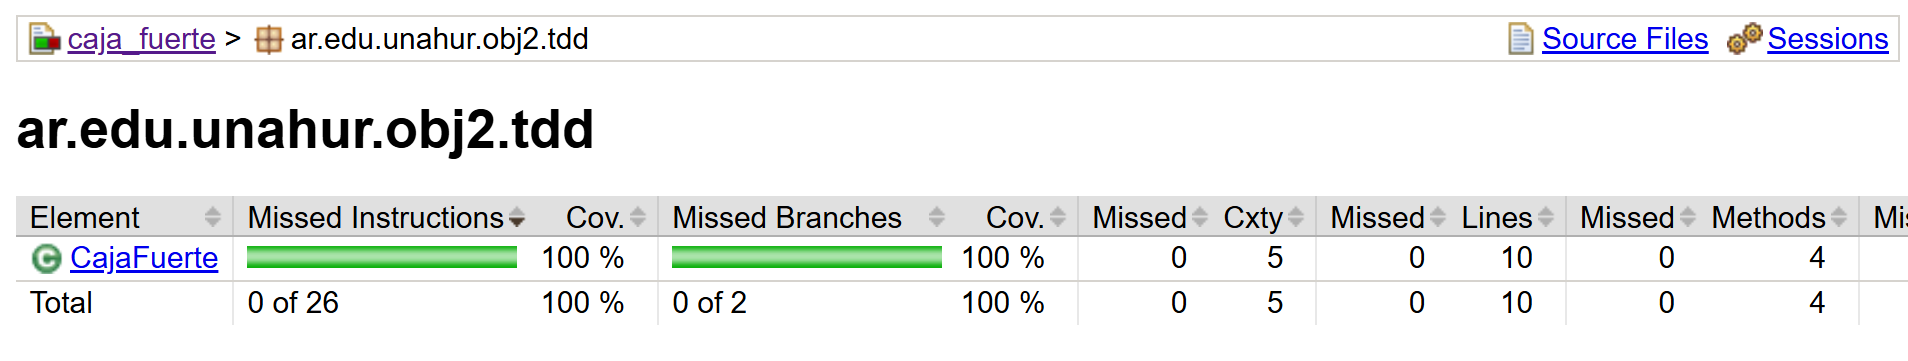 caja_fuerte > ar.edu.unahur.obj2.tdd Source Files Sessions
ar.edu.unahur.obj2.tdd
Element Missed Instructions Cov. Missed Branches Cov. Missed Cxty Missed Lines Missed Methods
CajaFuerte 100 % 100 % 0 5 0 10 0 4
Total 0 of 26 100 % 0 of 2 100 % 0 5 0 10 0 4